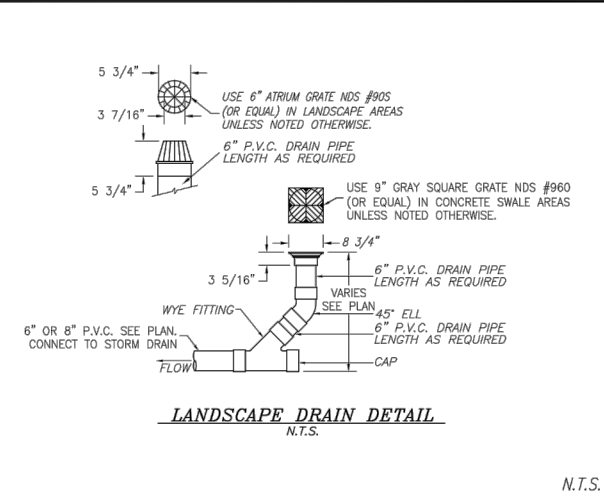 5 3/4"
USE 6" ATRIUM GRATE NDS #90S
(OR EQUAL) IN LANDSCAPE AREAS
UNLESS NOTED OTHERWISE.
3 7/16"
6" P.V.C. DRAIN PIPE
LENGTH AS REQUIRED
5 3/4"
USE 9" GRAY SQUARE GRATE NDS #960
(OR EQUAL) IN CONCRETE SWALE AREAS
UNLESS NOTED OTHERWISE.
8 3/4"
3 5/16"
6" P.V.C. DRAIN PIPE
LENGTH AS REQUIRED
VARIES
SEE PLAN
WYE FITTING
45° ELL
6" P.V.C. DRAIN PIPE
LENGTH AS REQUIRED
6" OR 8" P.V.C. SEE PLAN.
CONNECT TO STORM DRAIN
CAP
FLOW
LANDSCAPE DRAIN DETAIL
N.T.S.
N.T.S.